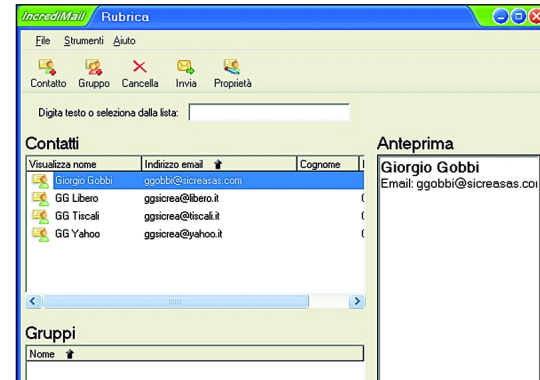 IncrediMail Rubrica
File Strumenti Aiuto
Contatto Gruppo Cancella Invia Proprietà
Digita testo o seleziona dalla lista:
Contatti
Visualizza nome Indirizzo email Cognome
Giorgio Gobbi ggobbi@sicreasas.com
GG Libero ggsicrea@libero.it
GG Tiscali ggsicrea@tiscali.it
GG Yahoo ggsicrea@yahoo.it
Gruppi
Nome
Anteprima
Giorgio Gobbi
Email: ggobbi@sicreasas.co